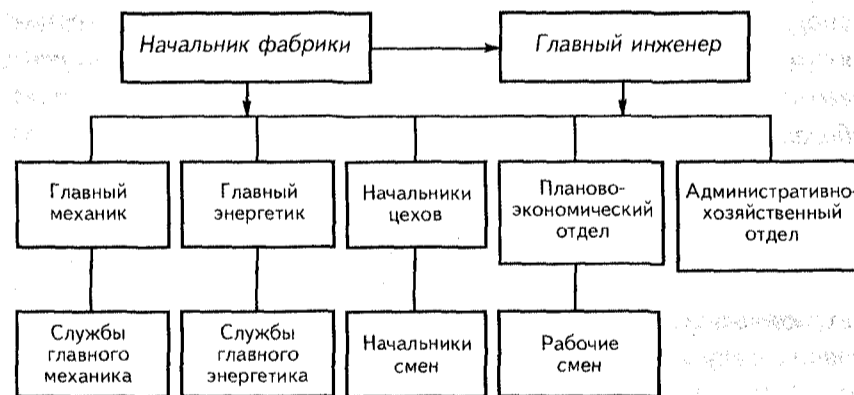 Начальник фабрики
Главный инженер
Главный
механик
Главный
энергетик
Начальники
цехов
Планово-
экономический
отдел
Административно-
хозяйственный
отдел
Службы
главного
механика
Службы
главного
энергетика
Начальники
смен
Рабочие
смен